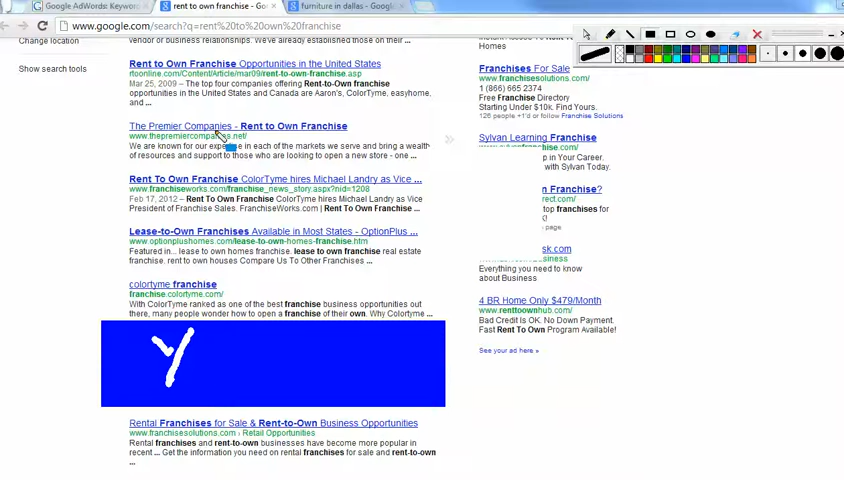 Google AdWords: Keyword
rent to own franchise - Goo
furniture in dallas - Google
www.google.com/search?q=rent%20to%20own%20franchise
Change location
Show search tools
vendor or business relationships. We've already established those on their ...
Rent to Own Franchise Opportunities in the United States
rtoonline.com/Content/Article/mar09/rent-to-own-franchise.asp
Mar 25, 2009 – The top four companies offering Rent-to-Own franchise
opportunities in the United States and Canada are Aaron's, ColorTyme, easyhome,
and ...
The Premier Companies - Rent to Own Franchise
www.thepremiercompanies.net/
We are known for our expertise in each of the markets we serve and bring a wealth
of resources and support to those who are looking to open a new store - one ...
Rent To Own Franchise ColorTyme hires Michael Landry as Vice ...
www.franchiseworks.com/franchise_news_story.aspx?nid=1208
Feb 17, 2012 – Rent To Own Franchise ColorTyme hires Michael Landry as Vice
President of Franchise Sales. FranchiseWorks.com | Rent To Own Franchise ...
Lease-to-Own Franchises Available in Most States - OptionPlus ...
www.optionplushomes.com/lease-to-own-homes-franchise.htm
Featured in... lease to own homes franchise. lease to own franchise real estate
franchise. rent to own houses Compare Us To Other Franchises ...
colortyme franchise
franchise.colortyme.com/
With ColorTyme ranked as one of the best franchise business opportunities out
there, many people wonder how to open a franchise of their own. Why Colortyme ...
Y
Rental Franchises for Sale & Rent-to-Own Business Opportunities
www.franchisesolutions.com › Retail Opportunities
Rental franchises and rent-to-own businesses have become more popular in
recent ... Get the information you need on rental franchises for sale and rent-to-own
...
Homes
Franchises For Sale
www.franchisesolutions.com/
1 (866) 665 2374
Free Franchise Directory
Starting Under $10k. Find Yours.
126 people +1'd or follow Franchise Solutions
Sylvan Learning Franchise
www.sylvanfranchise.com/
p in Your Career.
with Sylvan Today.
n Franchise?
rect.com/
top franchises for
page
sk.com
Business
Everything you need to know
about Business
4 BR Home Only $479/Month
www.renttoownhub.com/
Bad Credit Is OK. No Down Payment.
Fast Rent To Own Program Available!
See your ad here »